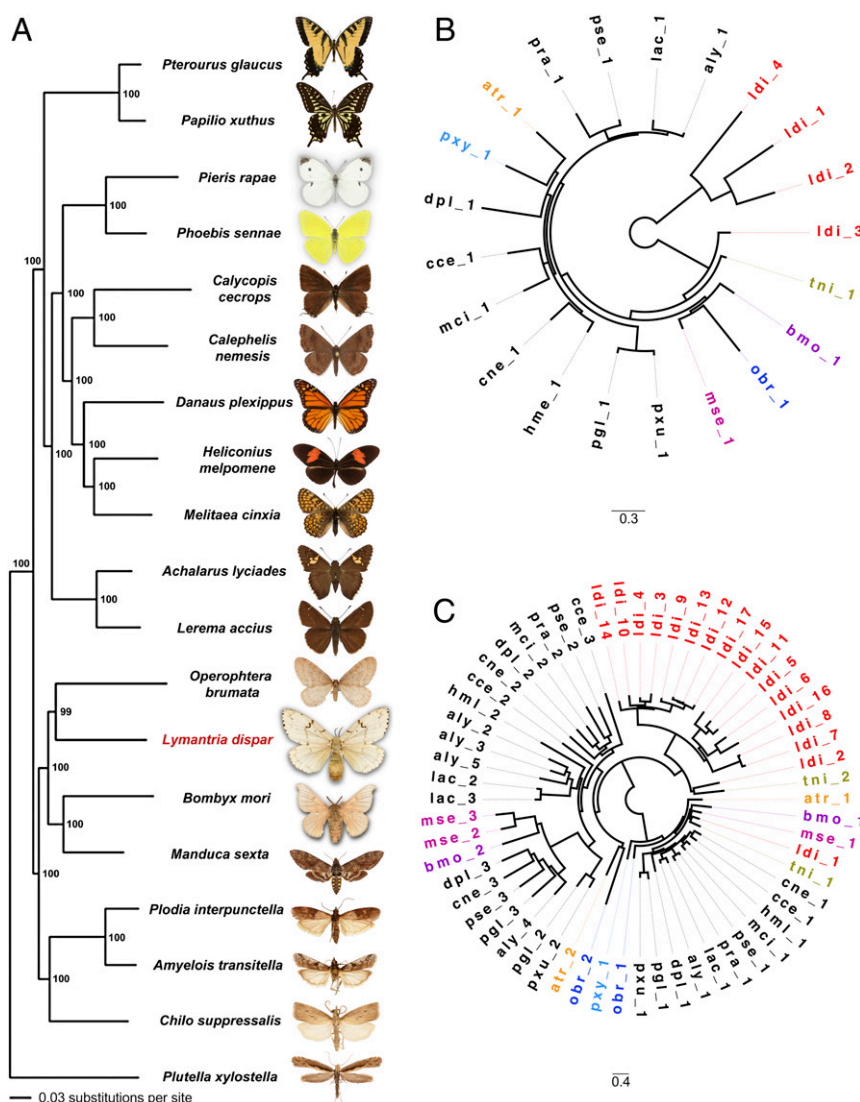 A
Pterourus glaucus
100
Papilio xuthus
Pieris rapae
100
Phoebis sennae
100
100
Calycopis
cecrops
100
Calephelis
nemesis
100
Danaus plexippus
100
100
Heliconius
melpomene
100
Melitaea cinxia
Achalarus lyciades
100
100
Lerema accius
Operophtera
brumata
99
Lymantria dispar
100
Bombyx mori
100
Manduca sexta
100
Plodia interpunctella
100
Amyelois transitella
100
Chilo suppressalis
Plutella xylostella
0.03 substitutions per site
B
lac_1
aly_1
pse_1
pra_1
atr_1
pxy_1
dpl_1
cce_1
mci_1
cne_1
hme_1
pgl_1
pxu_1
mse_1
obr_1
bmo_1
tni_1
ldi_3
ldi_2
ldi_1
ldi_4
0.3
C
ldi_14
ldi_10
ldi_4
ldi_3
ldi_9
ldi_13
ldi_12
ldi_17
ldi_15
ldi_11
ldi_5
ldi_6
ldi_16
ldi_8
ldi_7
ldi_2
tni_2
atr_1
bmo_1
mse_1
ldi_1
tni_1
cne_1
cce_1
hml_1
mci_1
pse_1
pra_1
lac_1
aly_1
dpl_1
pgl_1
pxu_1
obr_1
pxy_1
obr_2
atr_2
pxu_2
pgl_2
aly_4
pgl_3
pse_3
cne_3
dpl_3
bmo_2
mse_2
mse_3
lac_3
lac_2
aly_5
aly_3
aly_2
hml_2
cce_2
cne_2
dpl_2
mci_2
pra_2
pse_2
cce_3
0.4